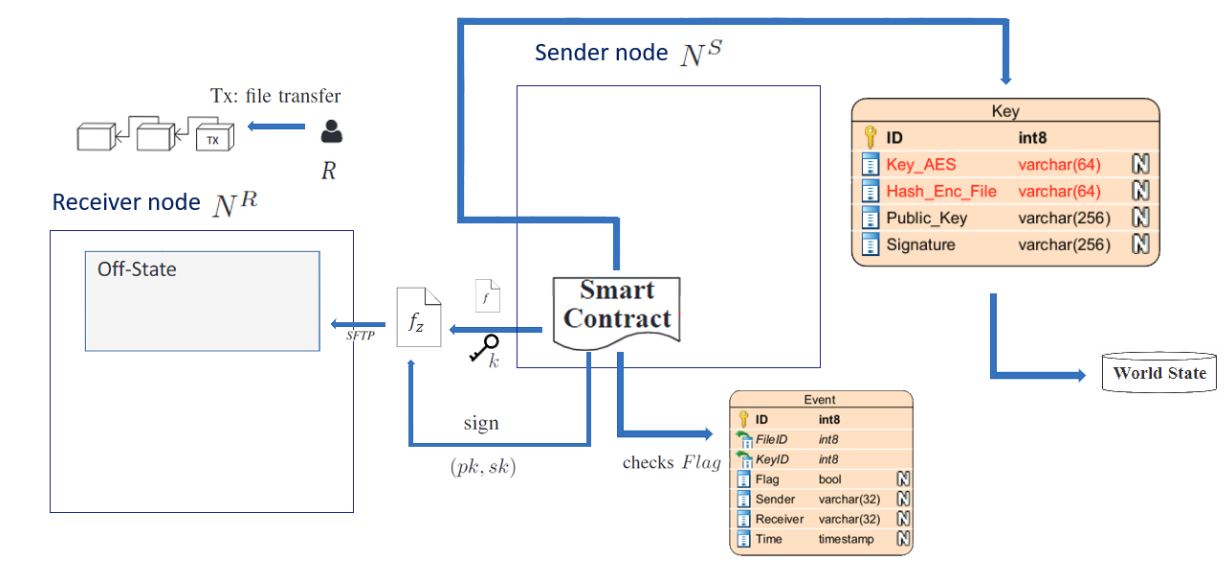 Sender node N^S
Tx: file transfer
TX
R
Receiver node N^R
Off-State
SFTP
f_z
f
k
Smart
Contract
sign
(pk, sk)
checks Flag
Key
ID int8
Key_AES varchar(64) N
Hash_Enc_File varchar(64) N
Public_Key varchar(256) N
Signature varchar(256) N
World State
Event
ID int8
FileID int8
KeyID int8
Flag bool N
Sender varchar(32) N
Receiver varchar(32) N
Time timestamp N